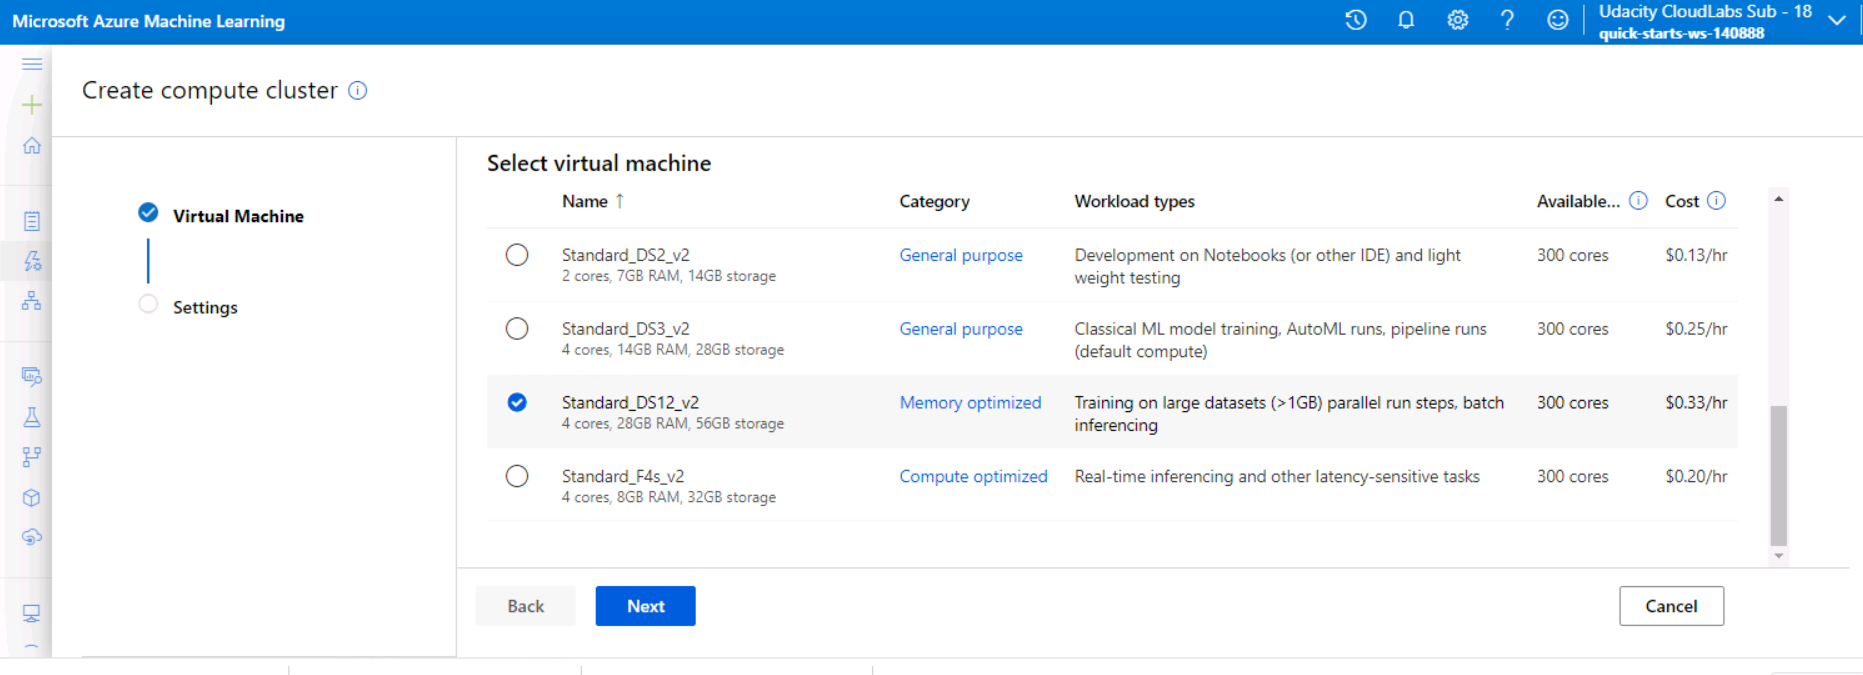 Microsoft Azure Machine Learning
Udacity CloudLabs Sub - 18
quick-starts-ws-140888
Create compute cluster
Virtual Machine
Settings
Select virtual machine
Name ↑ Category Workload types Available... Cost
Standard_DS2_v2 General purpose Development on Notebooks (or other IDE) and light 300 cores $0.13/hr
2 cores, 7GB RAM, 14GB storage weight testing
Standard_DS3_v2 General purpose Classical ML model training, AutoML runs, pipeline runs 300 cores $0.25/hr
4 cores, 14GB RAM, 28GB storage (default compute)
Standard_DS12_v2 Memory optimized Training on large datasets (>1GB) parallel run steps, batch 300 cores $0.33/hr
4 cores, 28GB RAM, 56GB storage inferencing
Standard_F4s_v2 Compute optimized Real-time inferencing and other latency-sensitive tasks 300 cores $0.20/hr
4 cores, 8GB RAM, 32GB storage
Back Next Cancel